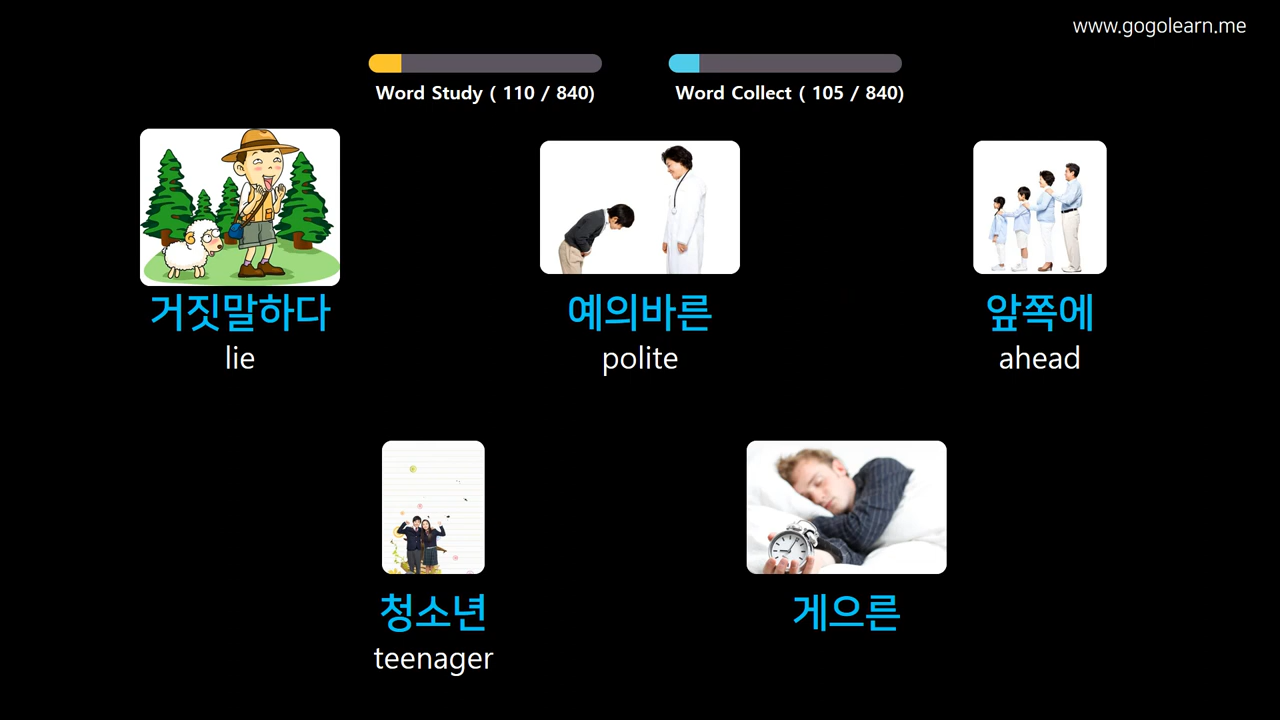 www.gogolearn.me
Word Study ( 110 / 840)
Word Collect ( 105 / 840)
거짓말하다
lie
예의바른
polite
앞쪽에
ahead
청소년
teenager
게으른